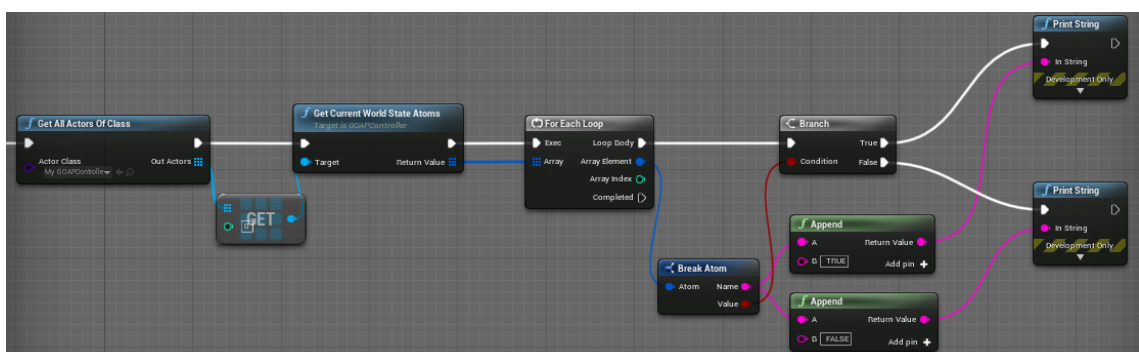 Get All Actors Of Class
Actor Class
My GOAPControlle
Out Actors
GET
0
Get Current World State Atoms
Target is GOAPController
Target
Return Value
For Each Loop
Exec
Loop Body
Array
Array Element
Array Index
Completed
Break Atom
Atom
Name
Value
Branch
True
Condition
False
Append
A
Return Value
B TRUE
Add pin +
Append
A
Return Value
B FALSE
Add pin +
Print String
In String
Development Only
Print String
In String
Development Only